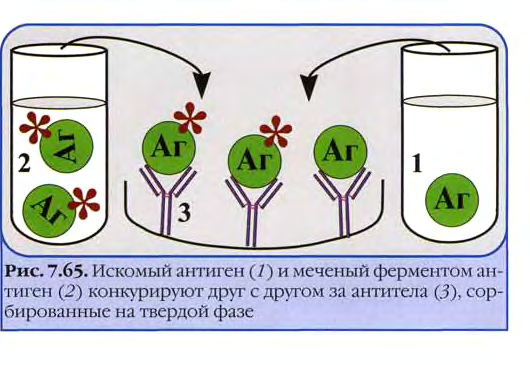 Аг
2
Аг
Аг
Аг
Аг
3
1
Аг
Рис. 7.65. Искомый антиген (1) и меченый ферментом ан-
тиген (2) конкурируют друг с другом за антитела (3), сор-
бированные на твердой фазе